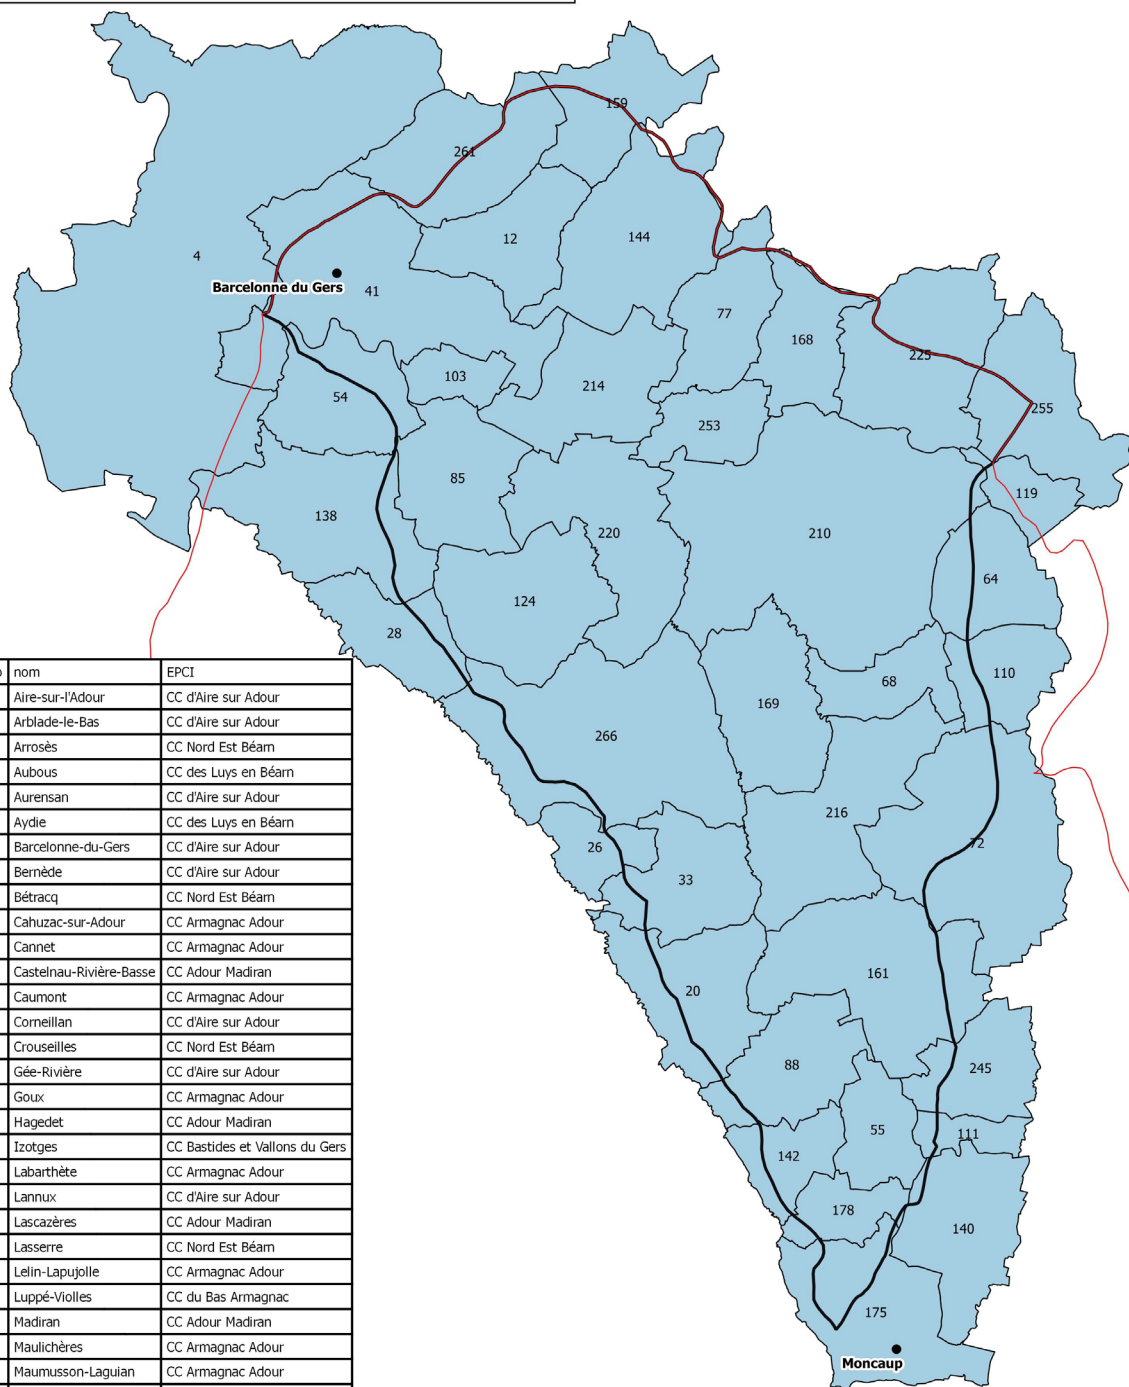 159
261
12
144
4
Barcelonne du Gers
41
77
168
225
103
214
54
255
253
85
119
138
220
210
64
124
28
110
68
169
266
216
72
26
33
161
20
88
245
55
111
142
178
140
175
Moncaup
nom EPCI
Aire-sur-l'Adour CC d'Aire sur Adour
Arblade-le-Bas CC d'Aire sur Adour
Arrosès CC Nord Est Béarn
Aubous CC des Luys en Béarn
Aurensan CC d'Aire sur Adour
Aydie CC des Luys en Béarn
Barcelonne-du-Gers CC d'Aire sur Adour
Bernède CC d'Aire sur Adour
Bétracq CC Nord Est Béarn
Cahuzac-sur-Adour CC Armagnac Adour
Cannet CC Armagnac Adour
Castelnau-Rivière-Basse CC Adour Madiran
Caumont CC Armagnac Adour
Corneillan CC d'Aire sur Adour
Crouseilles CC Nord Est Béarn
Gée-Rivière CC d'Aire sur Adour
Goux CC Armagnac Adour
Hagedet CC Adour Madiran
Izotges CC Bastides et Vallons du Gers
Labarthète CC Armagnac Adour
Lannux CC d'Aire sur Adour
Lascazères CC Adour Madiran
Lasserre CC Nord Est Béarn
Lelin-Lapujolle CC Armagnac Adour
Luppé-Violles CC du Bas Armagnac
Madiran CC Adour Madiran
Maulichères CC Armagnac Adour
Maumusson-Laguian CC Armagnac Adour